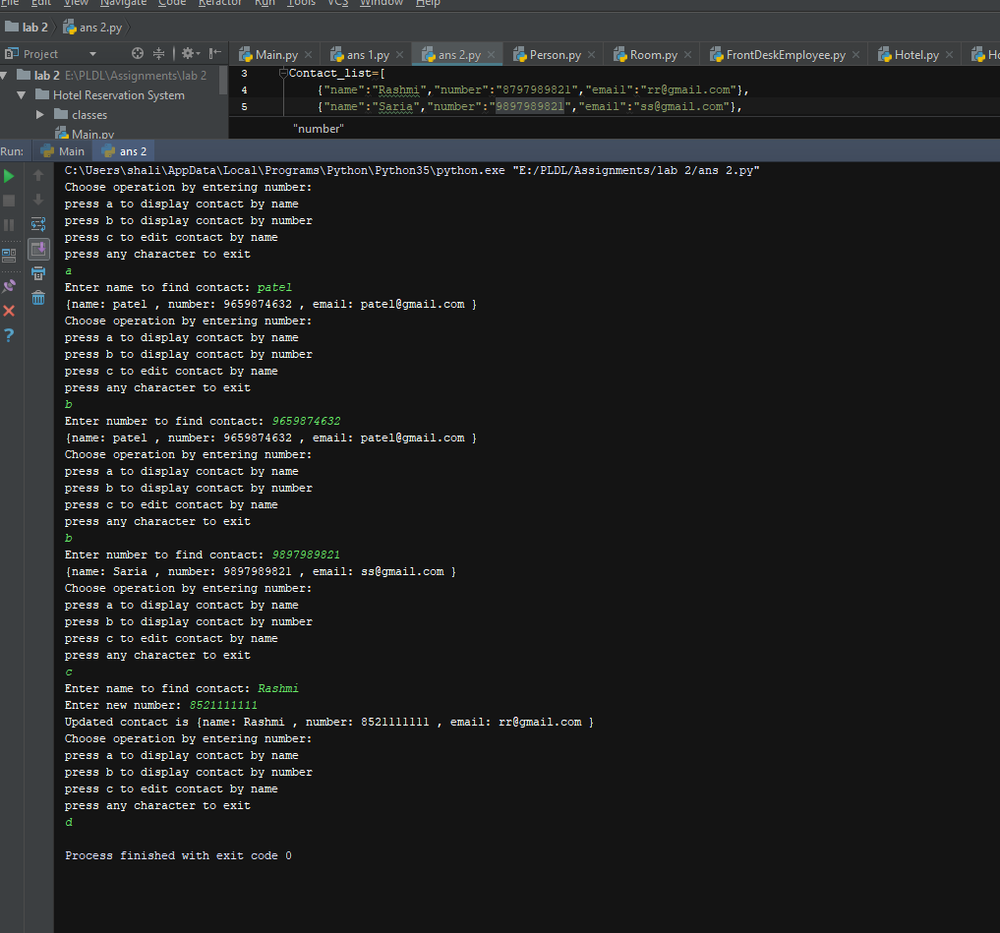 File Edit View Navigate Code Refactor Run Tools VCS Window Help
lab 2 ans 2.py
Project
Main.py ans 1.py ans 2.py Person.py Room.py FrontDeskEmployee.py Hotel.py
lab 2 E:\PLDL\Assignments\lab 2
Hotel Reservation System
classes
Main.py
3 Contact_list=[
4 {"name":"Rashmi","number":"8797989821","email":"rr@gmail.com"},
5 {"name":"Saria","number":"9897989821","email":"ss@gmail.com"},
"number"
Run: Main ans 2
C:\Users\shali\AppData\Local\Programs\Python\Python35\python.exe "E:/PLDL/Assignments/lab 2/ans 2.py"
Choose operation by entering number:
press a to display contact by name
press b to display contact by number
press c to edit contact by name
press any character to exit
a
Enter name to find contact: patel
{name: patel , number: 9659874632 , email: patel@gmail.com }
Choose operation by entering number:
press a to display contact by name
press b to display contact by number
press c to edit contact by name
press any character to exit
b
Enter number to find contact: 9659874632
{name: patel , number: 9659874632 , email: patel@gmail.com }
Choose operation by entering number:
press a to display contact by name
press b to display contact by number
press c to edit contact by name
press any character to exit
b
Enter number to find contact: 9897989821
{name: Saria , number: 9897989821 , email: ss@gmail.com }
Choose operation by entering number:
press a to display contact by name
press b to display contact by number
press c to edit contact by name
press any character to exit
c
Enter name to find contact: Rashmi
Enter new number: 8521111111
Updated contact is {name: Rashmi , number: 8521111111 , email: rr@gmail.com }
Choose operation by entering number:
press a to display contact by name
press b to display contact by number
press c to edit contact by name
press any character to exit
d
Process finished with exit code 0